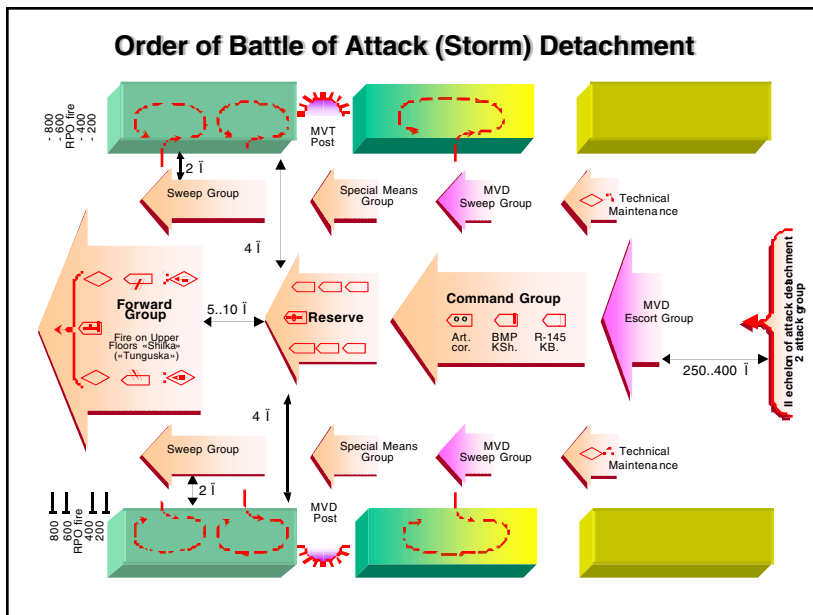 Order of Battle of Attack (Storm) Detachment
- 800
- 600
RPO fire
- 400
- 200
MVT
Post
2 Ï
Sweep Group
Special Means
Group
MVD
Sweep Group
Technical
Maintenance
4 Ï
Forward
Group
Fire on Upper
Floors «Shilka»
(«Tunguska»)
5..10 Ï
Reserve
Command Group
Art.
cor.
BMP
KSh.
R-145
KB.
MVD
Escort Group
250..400 Ï
II echelon of attack detachment
2 attack group
4 Ï
Sweep Group
Special Means
Group
MVD
Sweep Group
Technical
Maintenance
2 Ï
MVD
Post
800
600
RPO fire
400
200